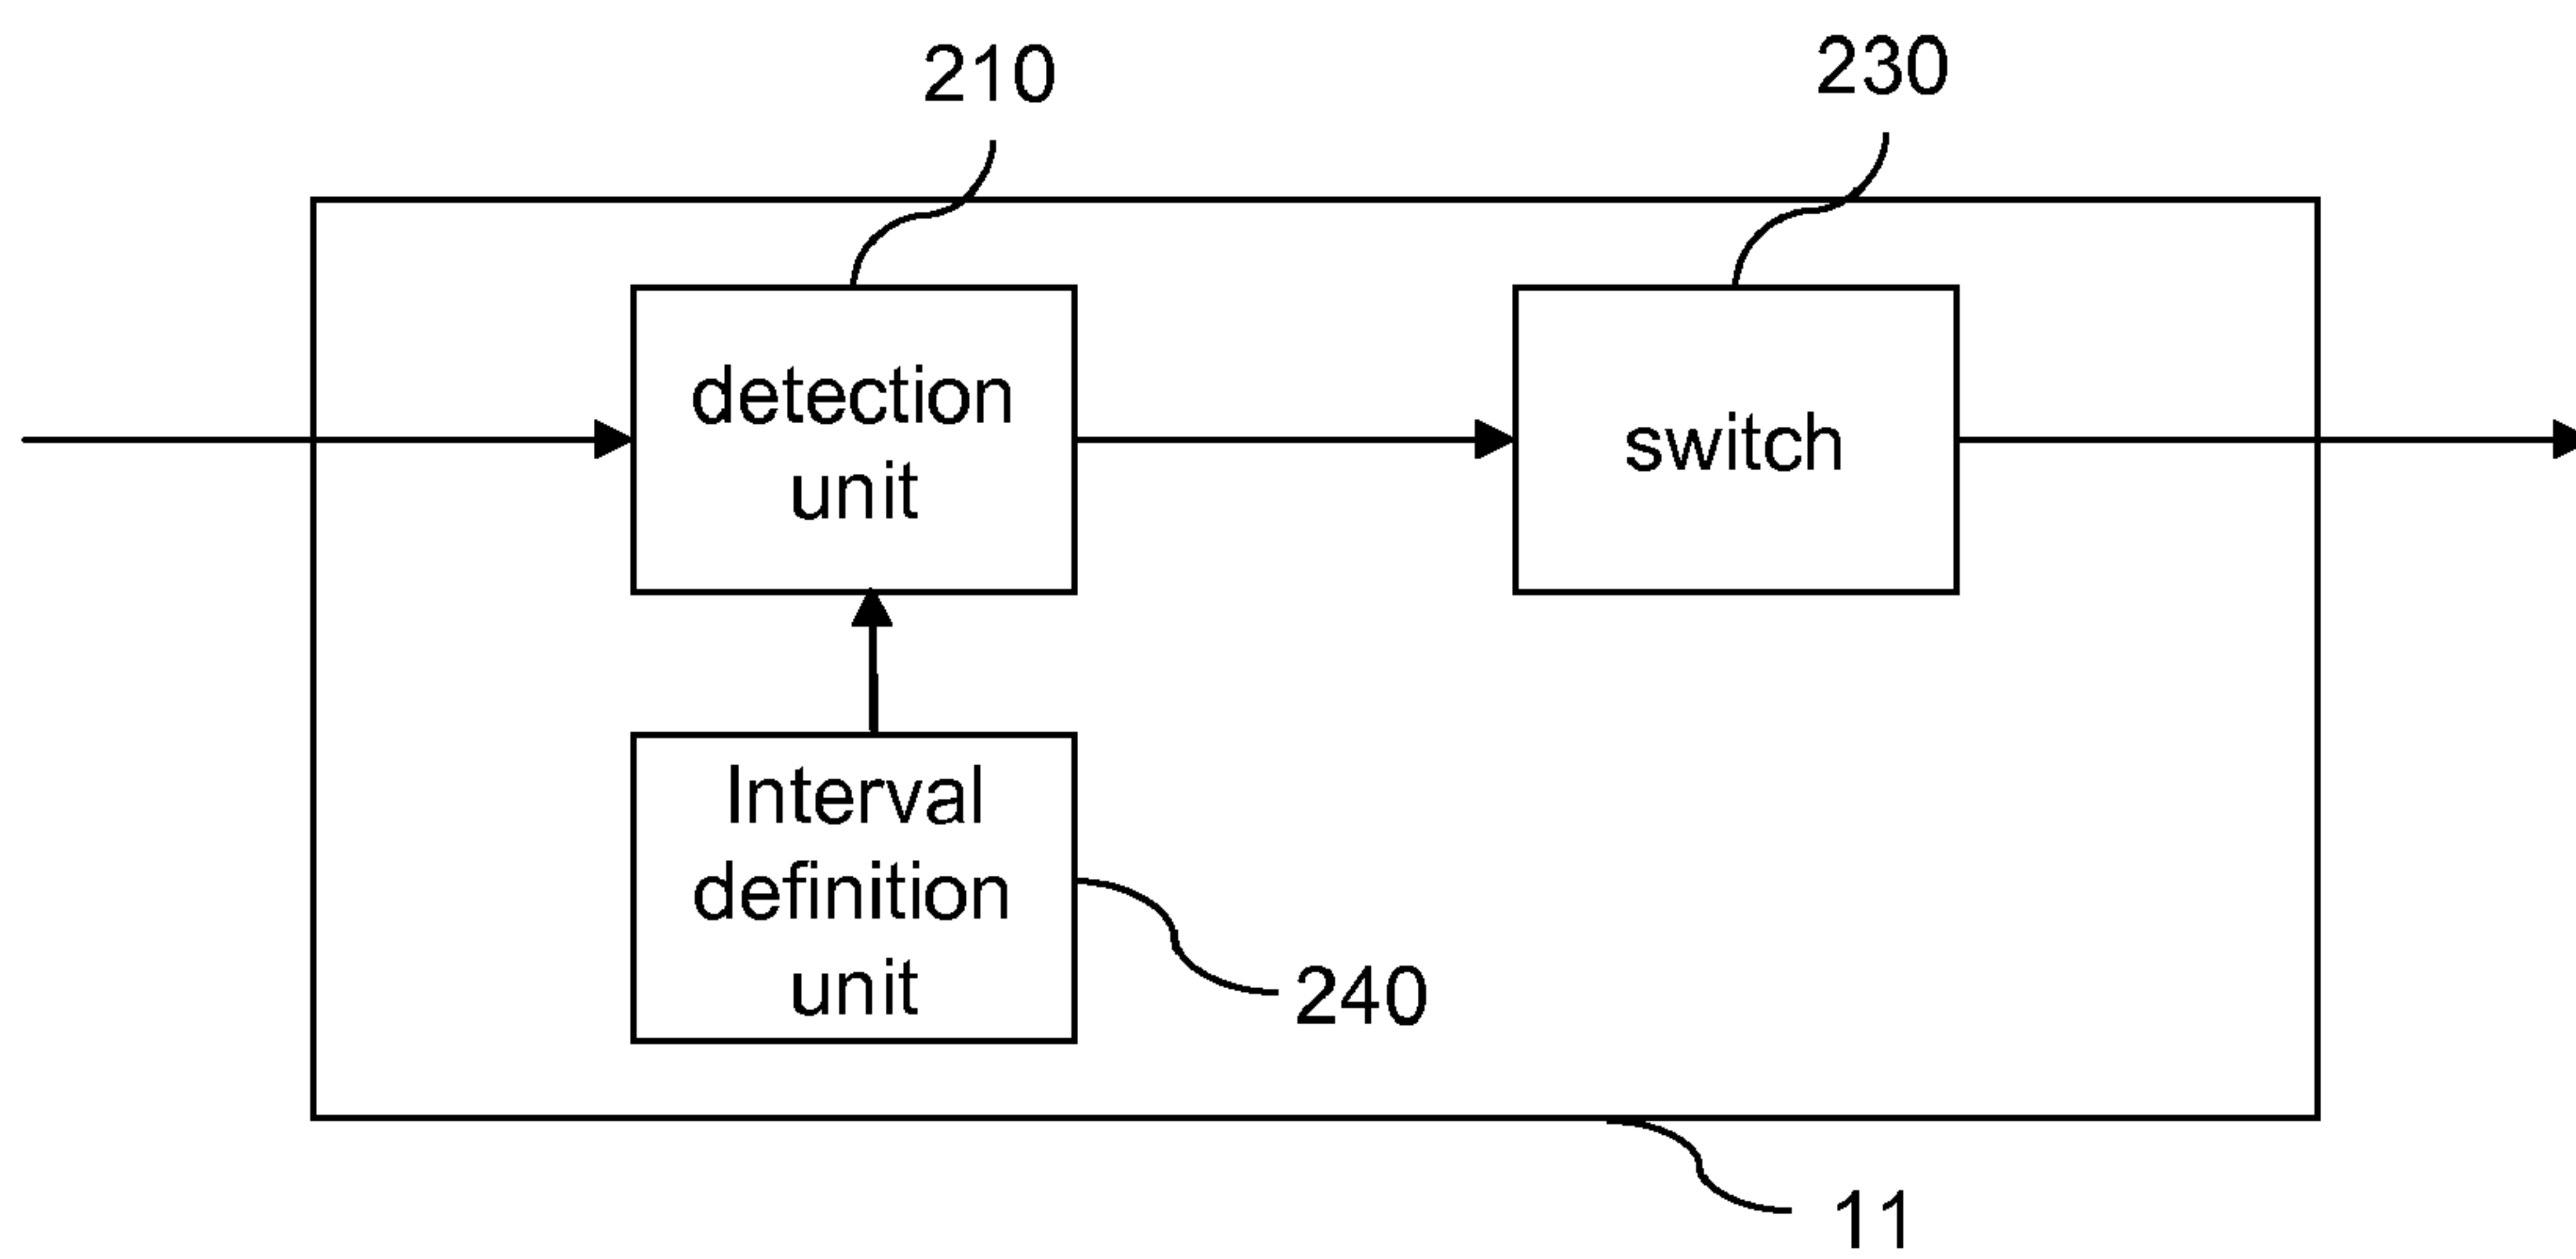 210
230
detection
unit
switch
Interval
definition
unit
240
11